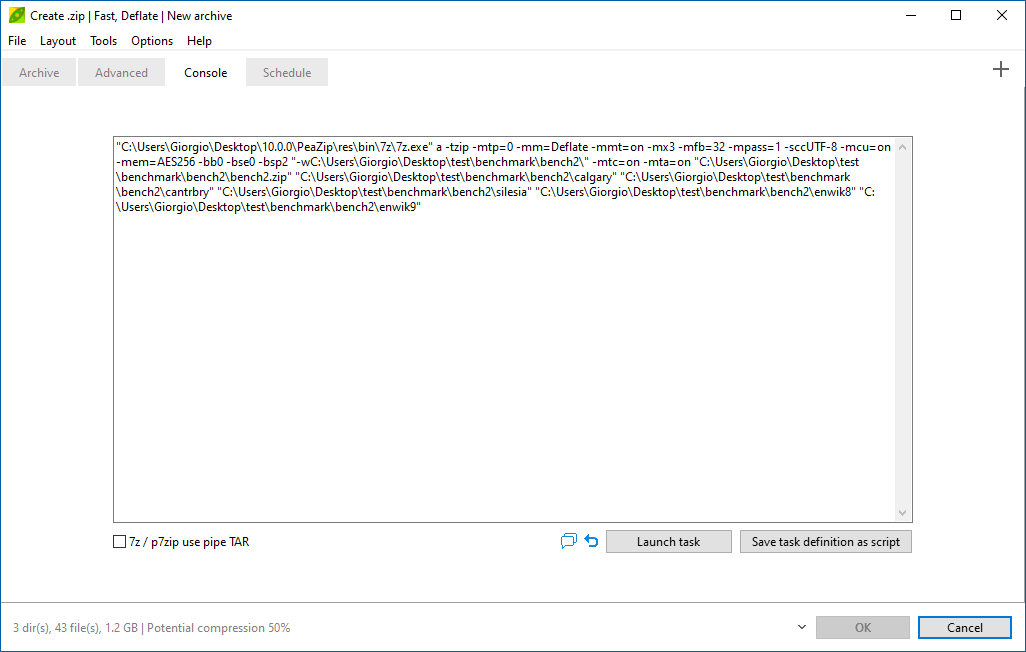 Create .zip | Fast, Deflate | New archive
File Layout Tools Options Help
Archive Advanced Console Schedule
"C:\Users\Giorgio\Desktop\10.0.0\PeaZip\res\bin\7z\7z.exe" a -tzip -mtp=0 -mm=Deflate -mmt=on -mx3 -mfb=32 -mpass=1 -sccUTF-8 -mcu=on
-mem=AES256 -bb0 -bse0 -bsp2 "-wC:\Users\Giorgio\Desktop\test\benchmark\bench2\" -mtc=on -mta=on "C:\Users\Giorgio\Desktop\test
\benchmark\bench2\bench2.zip" "C:\Users\Giorgio\Desktop\test\benchmark\bench2\calgary" "C:\Users\Giorgio\Desktop\test\benchmark
\bench2\cantrbry" "C:\Users\Giorgio\Desktop\test\benchmark\bench2\silesia" "C:\Users\Giorgio\Desktop\test\benchmark\bench2\enwik8" "C:
\Users\Giorgio\Desktop\test\benchmark\bench2\enwik9"
7z / p7zip use pipe TAR Launch task Save task definition as script
3 dir(s), 43 file(s), 1.2 GB | Potential compression 50% OK Cancel